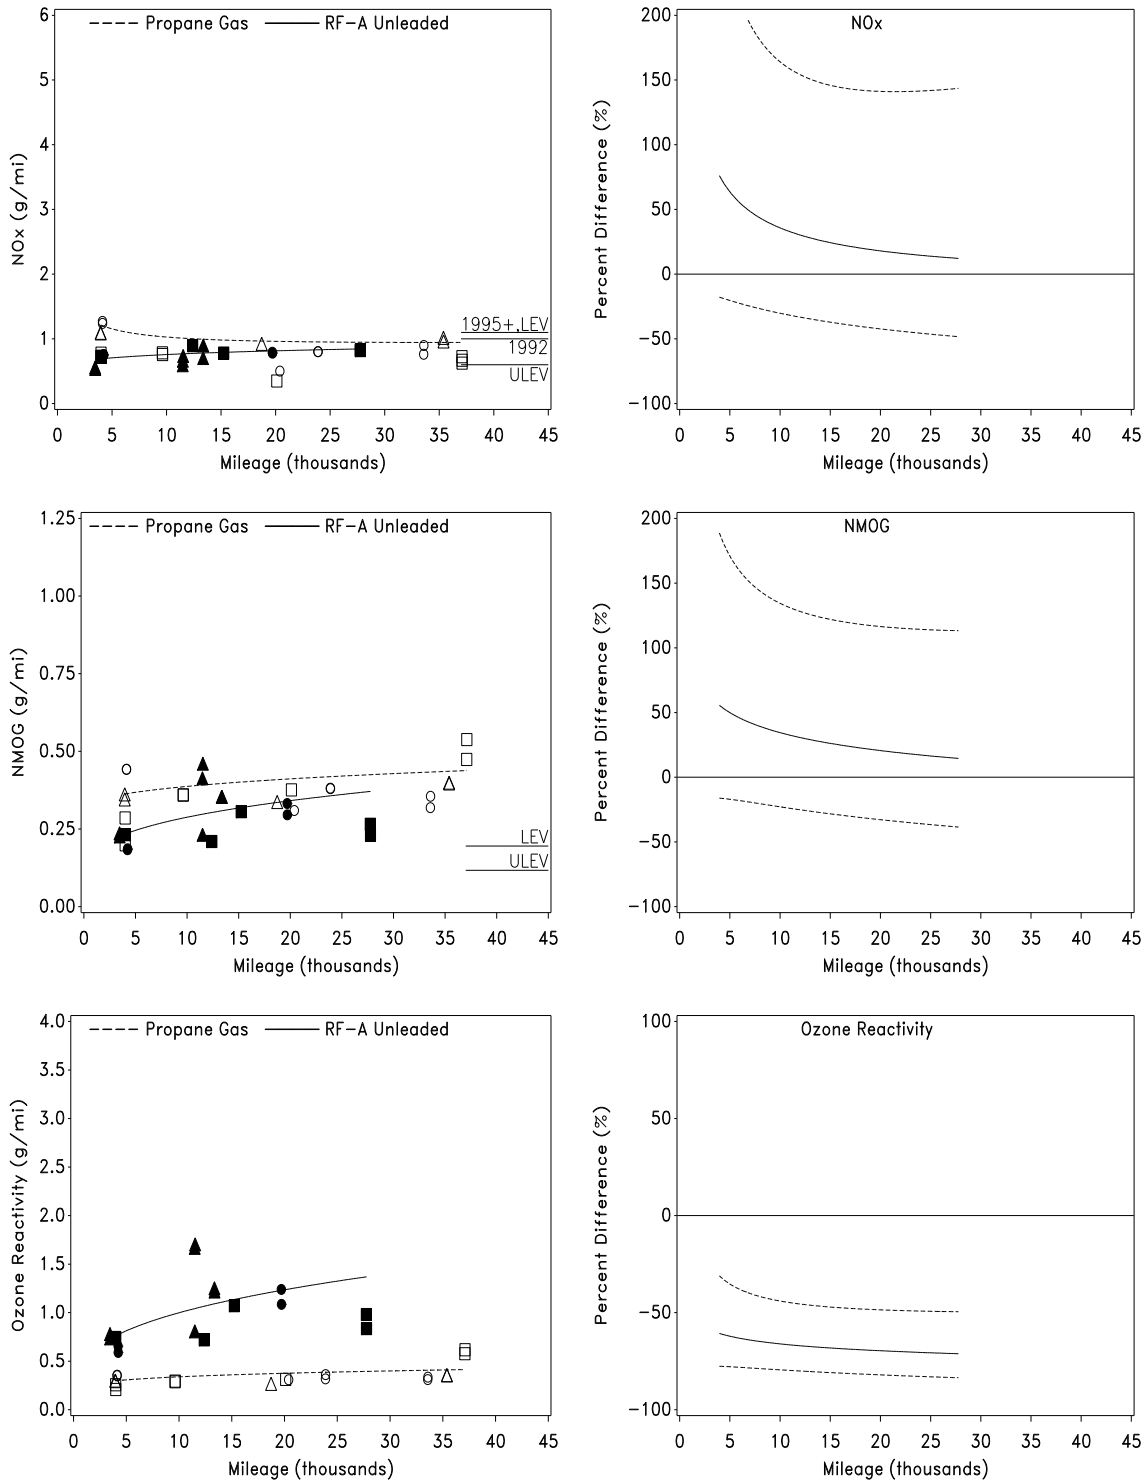 Propane Gas RF-A Unleaded
6
5
4
3
2
1
0
NOx (g/mi)
1995+,LEV
1992
ULEV
0 5 10 15 20 25 30 35 40 45
Mileage (thousands)
NOx
200
150
100
50
0
-50
-100
Percent Difference (%)
0 5 10 15 20 25 30 35 40 45
Mileage (thousands)
Propane Gas RF-A Unleaded
1.25
1.00
0.75
0.50
0.25
0.00
NMOG (g/mi)
LEV
ULEV
0 5 10 15 20 25 30 35 40 45
Mileage (thousands)
NMOG
200
150
100
50
0
-50
-100
Percent Difference (%)
0 5 10 15 20 25 30 35 40 45
Mileage (thousands)
Propane Gas RF-A Unleaded
4.0
3.5
3.0
2.5
2.0
1.5
1.0
0.5
0.0
Ozone Reactivity (g/mi)
0 5 10 15 20 25 30 35 40 45
Mileage (thousands)
Ozone Reactivity
100
50
0
-50
-100
Percent Difference (%)
0 5 10 15 20 25 30 35 40 45
Mileage (thousands)